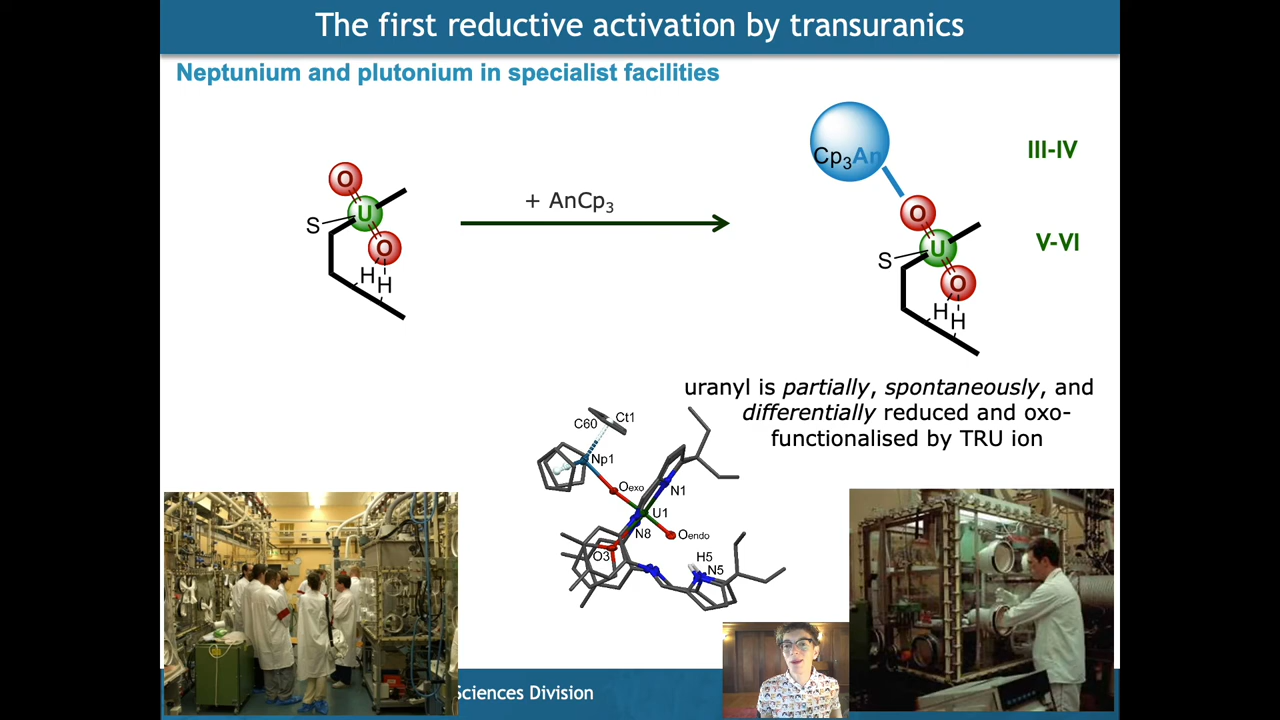 The first reductive activation by transuranics
Neptunium and plutonium in specialist facilities
O
U
S
O
H
H
+ AnCp3
Cp3An
III-IV
O
U
V-VI
S
O
H
H
uranyl is partially, spontaneously, and
differentially reduced and oxo-
functionalised by TRU ion
C60
Ct1
Np1
Oexo
N1
U1
N8
Oendo
O3
H5
N5
Sciences Division